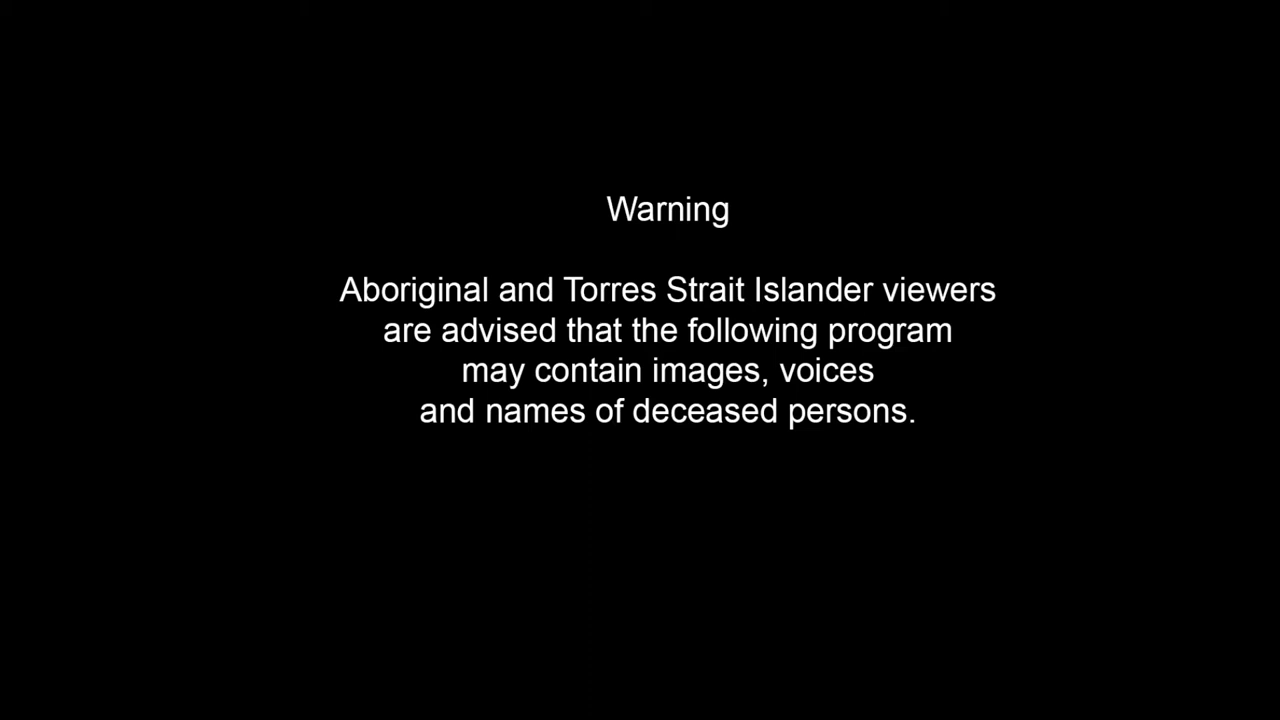 Warning
Aboriginal and Torres Strait Islander viewers
are advised that the following program
may contain images, voices
and names of deceased persons.